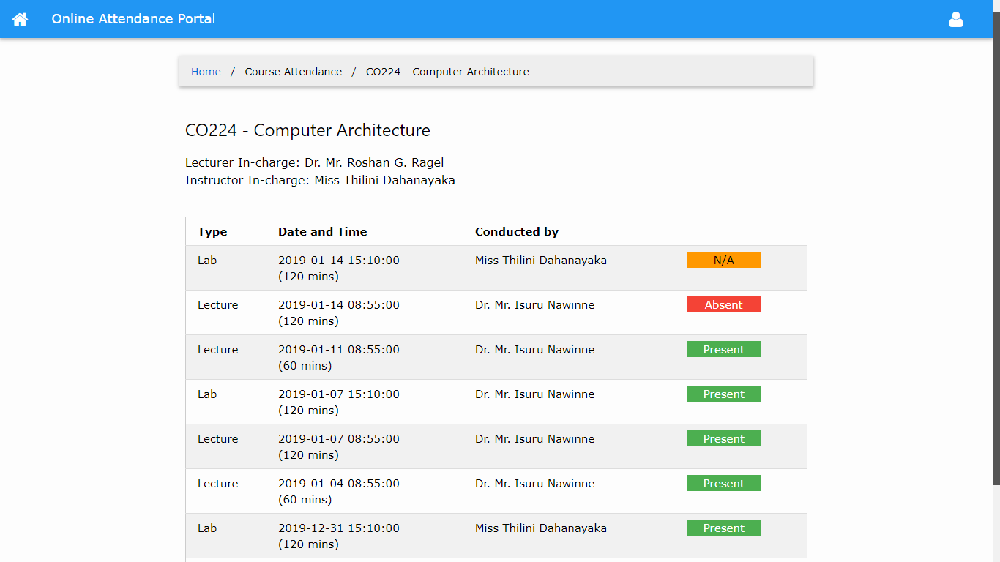 Online Attendance Portal
Home / Course Attendance / CO224 - Computer Architecture
CO224 - Computer Architecture
Lecturer In-charge: Dr. Mr. Roshan G. Ragel
Instructor In-charge: Miss Thilini Dahanayaka
Type Date and Time Conducted by
Lab 2019-01-14 15:10:00 Miss Thilini Dahanayaka N/A
(120 mins)
Lecture 2019-01-14 08:55:00 Dr. Mr. Isuru Nawinne Absent
(120 mins)
Lecture 2019-01-11 08:55:00 Dr. Mr. Isuru Nawinne Present
(60 mins)
Lab 2019-01-07 15:10:00 Dr. Mr. Isuru Nawinne Present
(120 mins)
Lecture 2019-01-07 08:55:00 Dr. Mr. Isuru Nawinne Present
(120 mins)
Lecture 2019-01-04 08:55:00 Dr. Mr. Isuru Nawinne Present
(60 mins)
Lab 2019-12-31 15:10:00 Miss Thilini Dahanayaka Present
(120 mins)